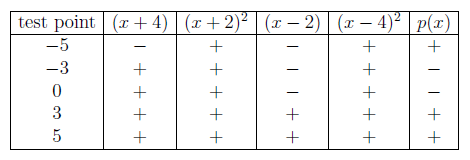 test point (x + 4) (x + 2)² (x − 2) (x − 4)² p(x)
−5 − + − + +
−3 + + − + −
0 + + − + −
3 + + + + +
5 + + + + +